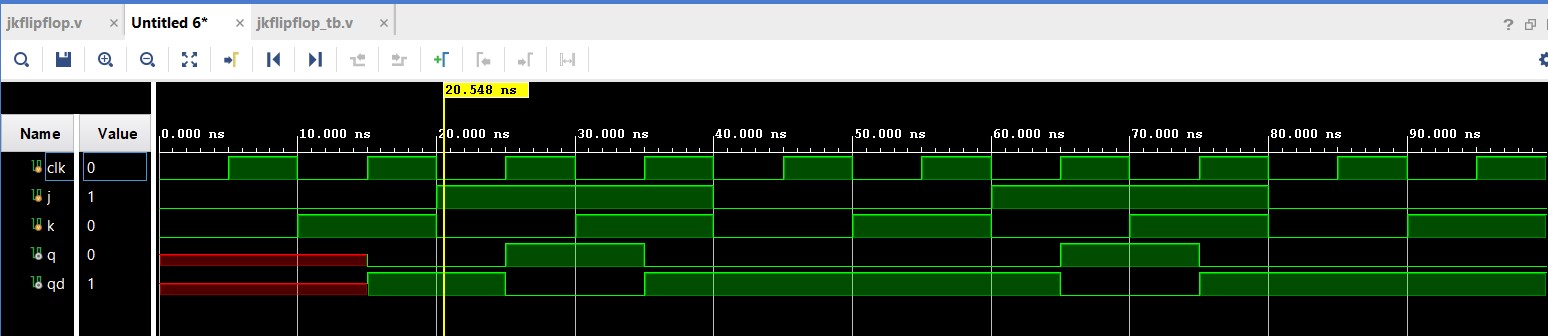 jkflipflop.v × Untitled 6* × jkflipflop_tb.v ×
?
20.548 ns
Name Value
0.000 ns 10.000 ns 20.000 ns 30.000 ns 40.000 ns 50.000 ns 60.000 ns 70.000 ns 80.000 ns 90.000 ns
clk 0
j 1
k 0
q 0
qd 1